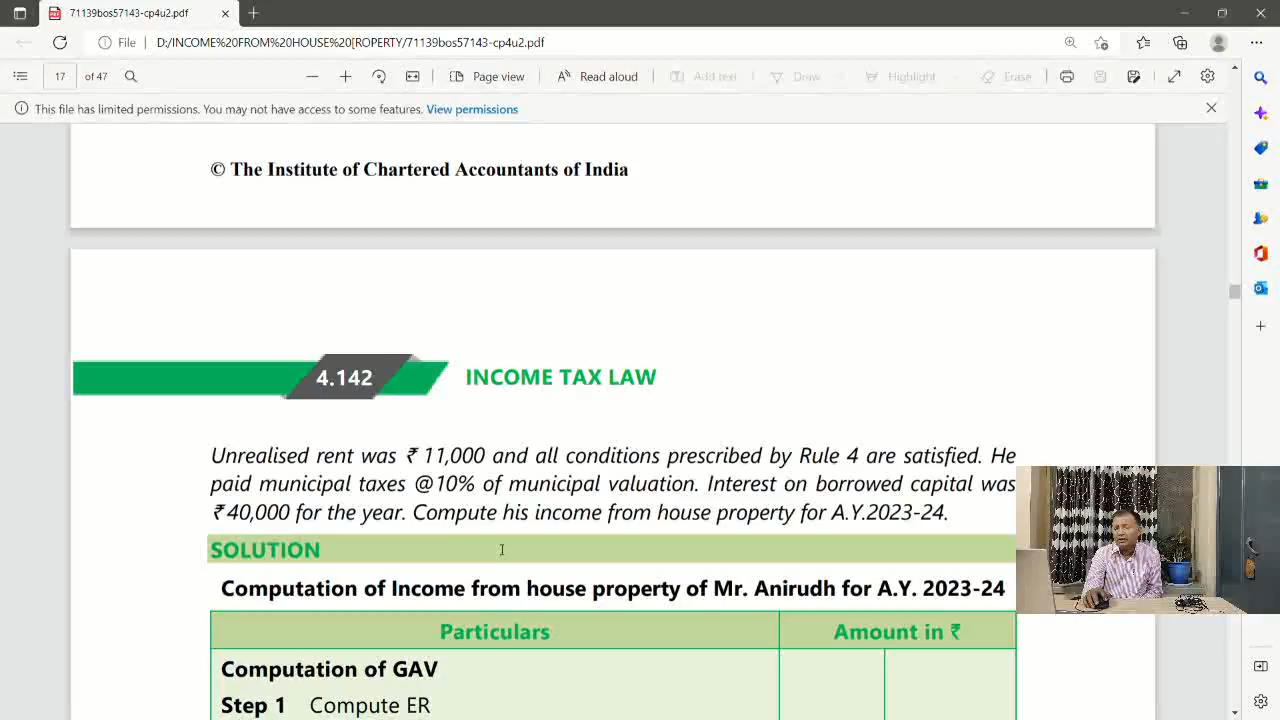 71139bos57143-cp4u2.pdf
File D:/INCOME%20FROM%20HOUSE%20[ROPERTY/71139bos57143-cp4u2.pdf
17 of 47 Page view Read aloud Add text Draw Highlight Erase
This file has limited permissions. You may not have access to some features. View permissions
© The Institute of Chartered Accountants of India
4.142 INCOME TAX LAW
Unrealised rent was ₹ 11,000 and all conditions prescribed by Rule 4 are satisfied. He
paid municipal taxes @10% of municipal valuation. Interest on borrowed capital was
₹ 40,000 for the year. Compute his income from house property for A.Y.2023-24.
SOLUTION
Computation of Income from house property of Mr. Anirudh for A.Y. 2023-24
Particulars Amount in ₹
Computation of GAV
Step 1 Compute ER